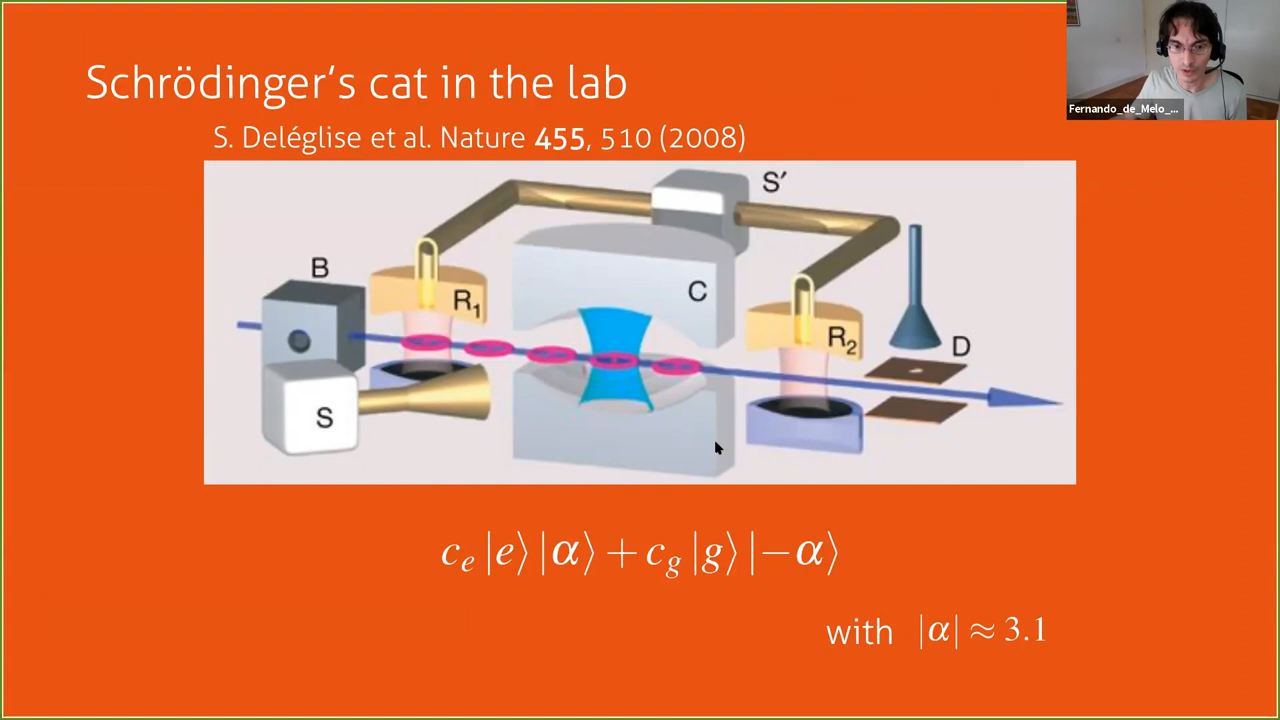 Schrödinger's cat in the lab
S. Deléglise et al. Nature 455, 510 (2008)
S′
B
R₁
C
R₂
D
S
cₑ|e⟩|α⟩ + c_g|g⟩|−α⟩
with |α| ≈ 3.1
Fernando_de_Melo_...